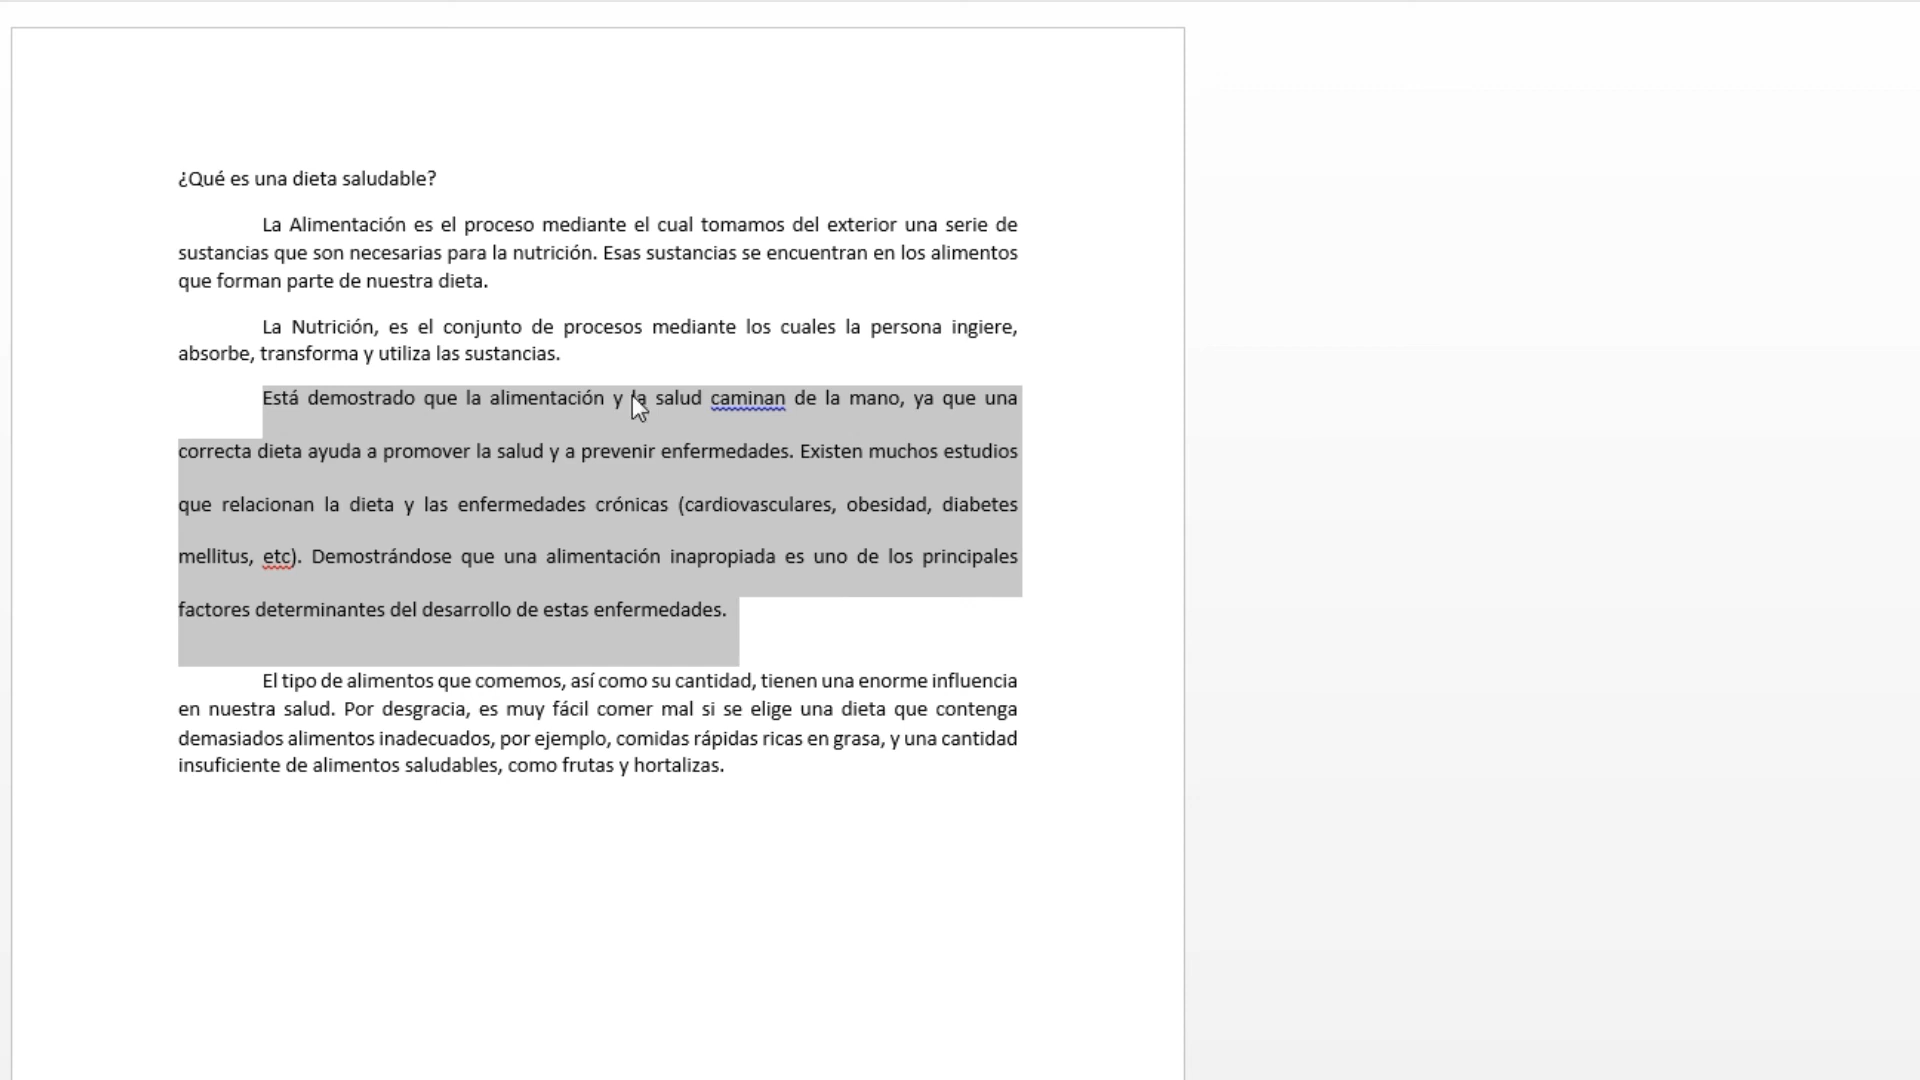 ¿Qué es una dieta saludable?
La Alimentación es el proceso mediante el cual tomamos del exterior una serie de
sustancias que son necesarias para la nutrición. Esas sustancias se encuentran en los alimentos
que forman parte de nuestra dieta.
La Nutrición, es el conjunto de procesos mediante los cuales la persona ingiere,
absorbe, transforma y utiliza las sustancias.
Está demostrado que la alimentación y la salud caminan de la mano, ya que una
correcta dieta ayuda a promover la salud y a prevenir enfermedades. Existen muchos estudios
que relacionan la dieta y las enfermedades crónicas (cardiovasculares, obesidad, diabetes
mellitus, etc). Demostrándose que una alimentación inapropiada es uno de los principales
factores determinantes del desarrollo de estas enfermedades.
El tipo de alimentos que comemos, así como su cantidad, tienen una enorme influencia
en nuestra salud. Por desgracia, es muy fácil comer mal si se elige una dieta que contenga
demasiados alimentos inadecuados, por ejemplo, comidas rápidas ricas en grasa, y una cantidad
insuficiente de alimentos saludables, como frutas y hortalizas.